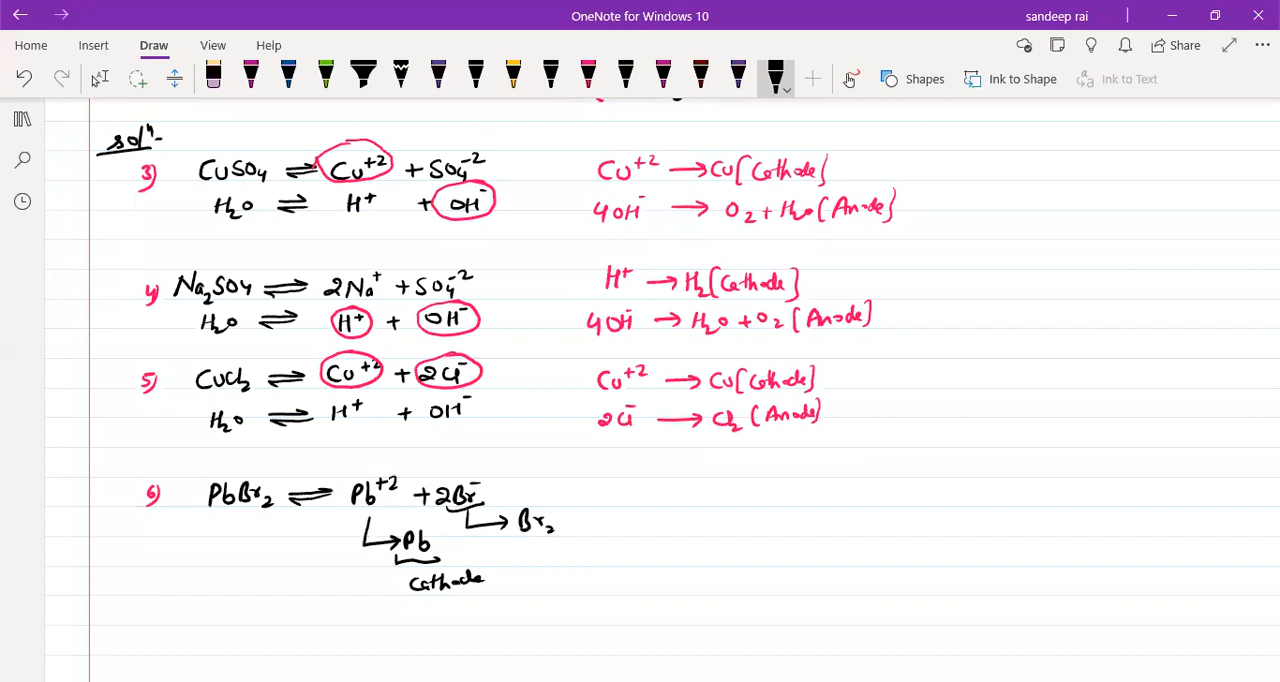 OneNote for Windows 10
sandeep rai
Home Insert Draw View Help
Share
Shapes Ink to Shape Ink to Text
Solⁿ-
3) CuSO4 ⇌ Cu+2 + SO4-2 Cu+2 → Cu [Cathode]
H2O ⇌ H+ + OH- 4OH- → O2 + H2O (Anode]
4) Na2SO4 ⇌ 2Na+ + SO4-2 H+ → H2 [Cathode]
H2O ⇌ H+ + OH- 4OH- → H2O + O2 [Anode]
5) CuCl2 ⇌ Cu+2 + 2Cl- Cu+2 → Cu [Cathode]
H2O ⇌ H+ + OH- 2Cl- → Cl2 (Anode)
6) PbBr2 ⇌ Pb+2 + 2Br-
→ Br2
→ Pb
Cathode